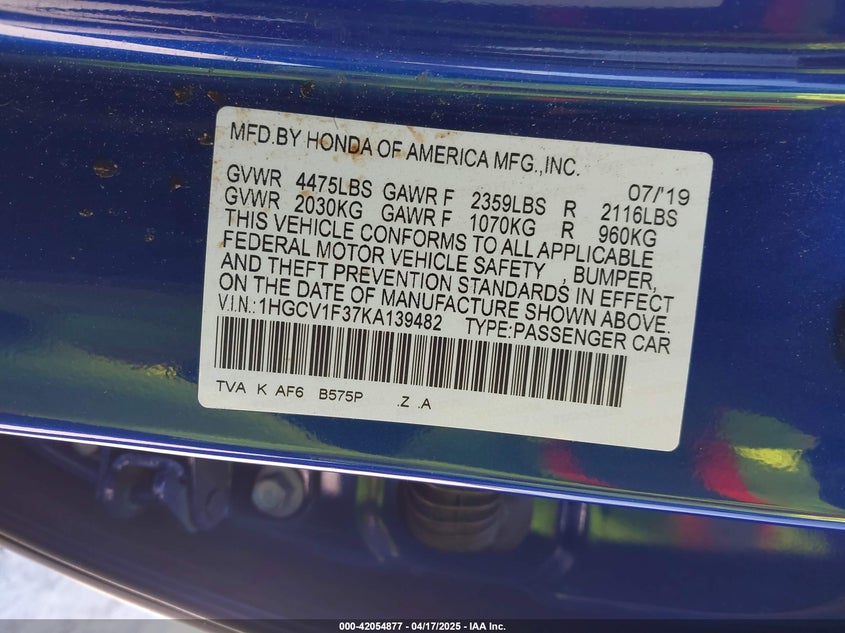 MFD.BY HONDA OF AMERICA MFG.,INC.
07/'19
GVWR 4475LBS GAWR F 2359LBS R 2116LBS
GVWR 2030KG GAWR F 1070KG R 960KG
THIS VEHICLE CONFORMS TO ALL APPLICABLE
FEDERAL MOTOR VEHICLE SAFETY , BUMPER,
AND THEFT PREVENTION STANDARDS IN EFFECT
ON THE DATE OF MANUFACTURE SHOWN ABOVE.
V.I.N.:1HGCV1F37KA139482 TYPE:PASSENGER CAR
TVA K AF6 B575P .Z .A
000-42054877 - 04/17/2025 - IAA Inc.